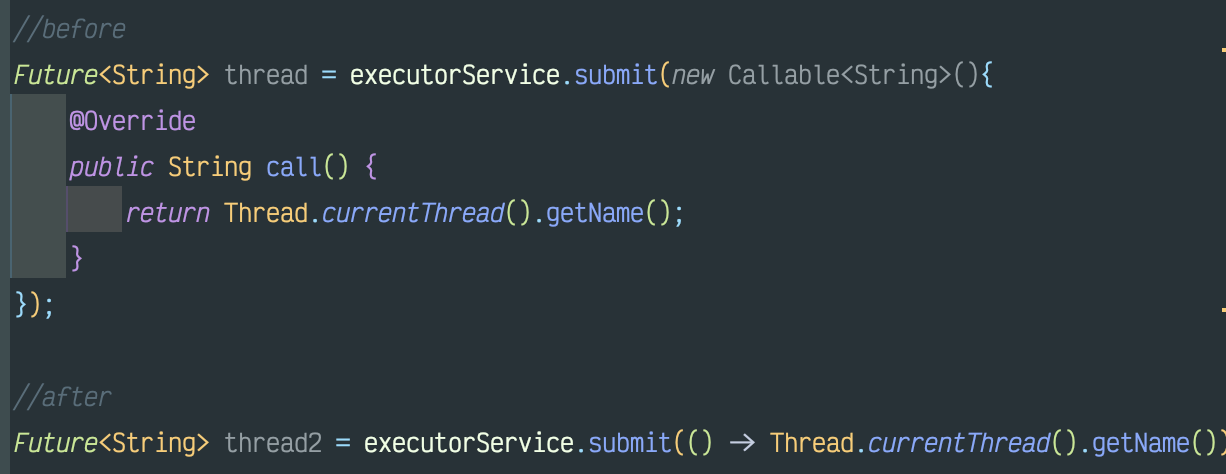 //before
Future<String> thread = executorService.submit(new Callable<String>(){
    @Override
    public String call() {
        return Thread.currentThread().getName();
    }
});

//after
Future<String> thread2 = executorService.submit(() → Thread.currentThread().getName())